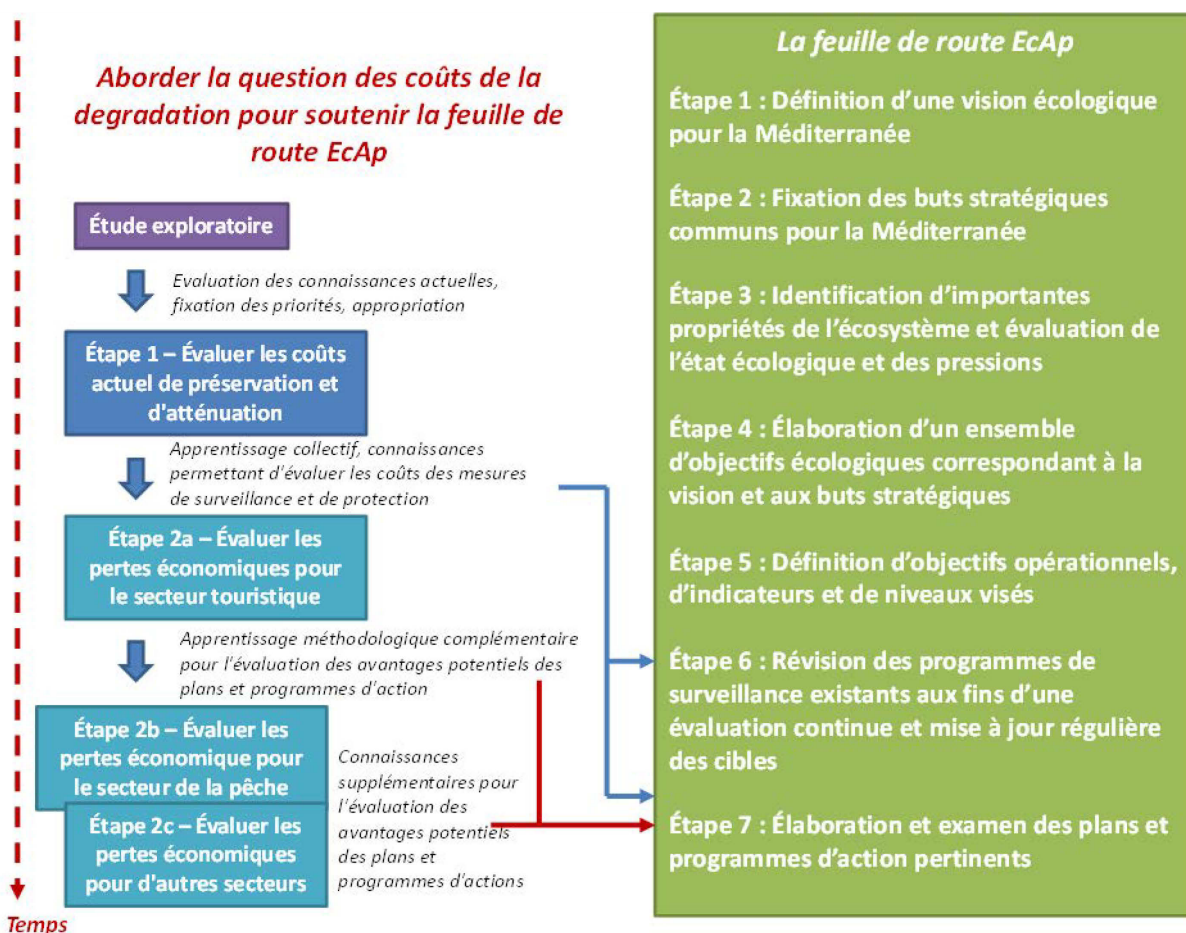 Aborder la question des coûts de la
degradation pour soutenir la feuille de
route EcAp
Étude exploratoire
Evaluation des connaissances actuelles,
fixation des priorités, appropriation
Étape 1 – Évaluer les coûts
actuel de préservation et
d'atténuation
Apprentissage collectif, connaissances
permettant d'évaluer les coûts des mesures
de surveillance et de protection
Étape 2a – Évaluer les
pertes économiques pour
le secteur touristique
Apprentissage méthodologique complémentaire
pour l'évaluation des avantages potentiels des
plans et programmes d'action
Étape 2b – Évaluer les
pertes économique pour
le secteur de la pêche
Étape 2c – Évaluer les
pertes économiques
pour d'autres secteurs
Connaissances
supplémentaires pour
l'évaluation des
avantages potentiels
des plans et
programmes d'actions
Temps
La feuille de route EcAp
Étape 1 : Définition d’une vision écologique
pour la Méditerranée
Étape 2 : Fixation des buts stratégiques
communs pour la Méditerranée
Étape 3 : Identification d’importantes
propriétés de l’écosystème et évaluation de
l’état écologique et des pressions
Étape 4 : Élaboration d’un ensemble
d’objectifs écologiques correspondant à la
vision et aux buts stratégiques
Étape 5 : Définition d’objectifs opérationnels,
d’indicateurs et de niveaux visés
Étape 6 : Révision des programmes de
surveillance existants aux fins d’une
évaluation continue et mise à jour régulière
des cibles
Étape 7 : Élaboration et examen des plans et
programmes d’action pertinents